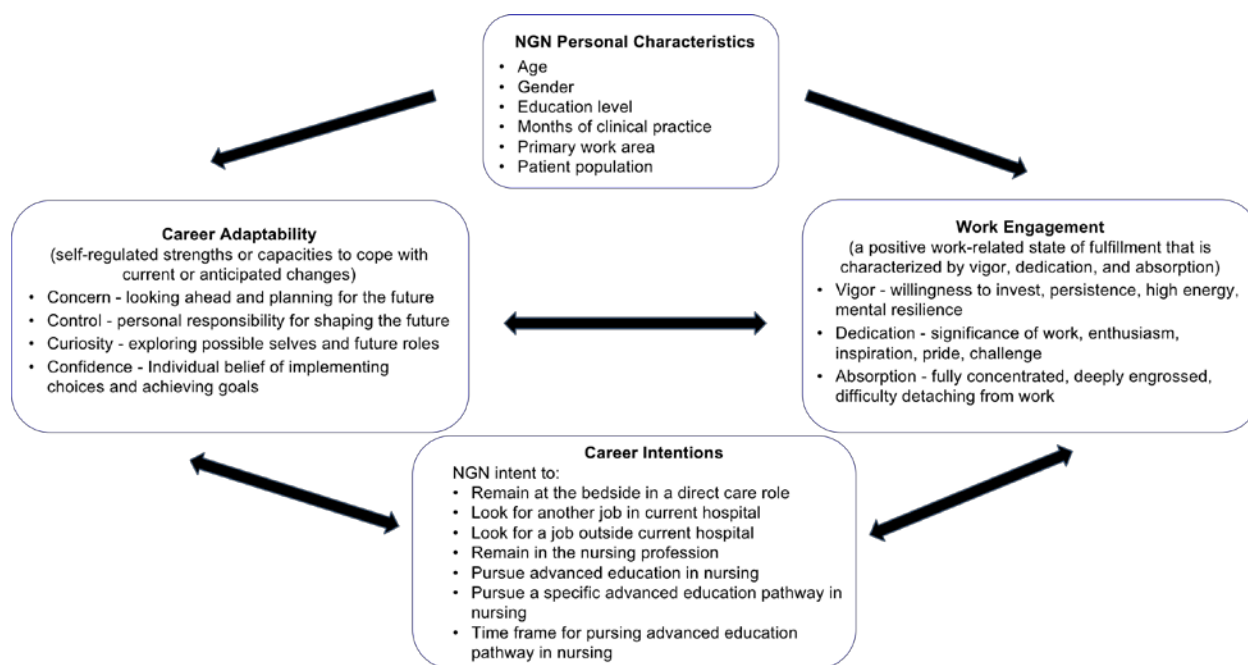 NGN Personal Characteristics
• Age
• Gender
• Education level
• Months of clinical practice
• Primary work area
• Patient population
Career Adaptability
(self-regulated strengths or capacities to cope with
current or anticipated changes)
• Concern - looking ahead and planning for the future
• Control - personal responsibility for shaping the future
• Curiosity - exploring possible selves and future roles
• Confidence - Individual belief of implementing
choices and achieving goals
Work Engagement
(a positive work-related state of fulfillment that is
characterized by vigor, dedication, and absorption)
• Vigor - willingness to invest, persistence, high energy,
mental resilience
• Dedication - significance of work, enthusiasm,
inspiration, pride, challenge
• Absorption - fully concentrated, deeply engrossed,
difficulty detaching from work
Career Intentions
NGN intent to:
• Remain at the bedside in a direct care role
• Look for another job in current hospital
• Look for a job outside current hospital
• Remain in the nursing profession
• Pursue advanced education in nursing
• Pursue a specific advanced education pathway in
nursing
• Time frame for pursing advanced education
pathway in nursing